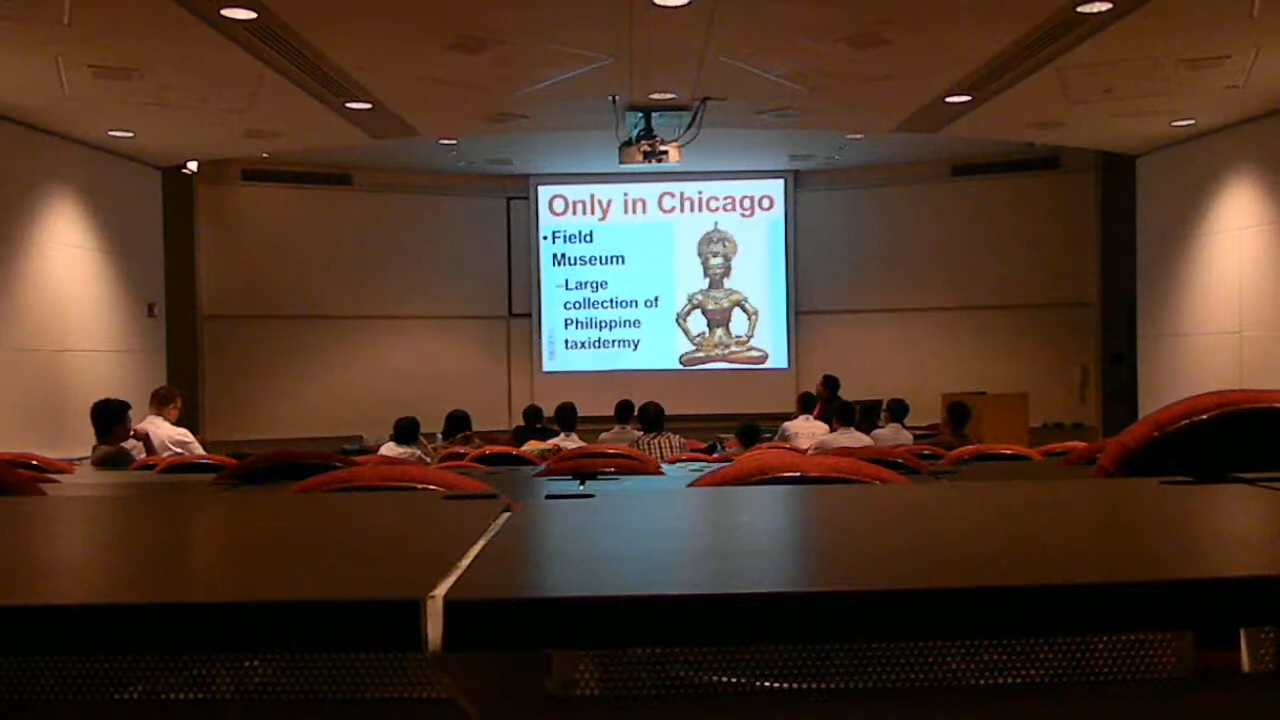 Only in Chicago
• Field
Museum
–Large
collection of
Philippine
taxidermy